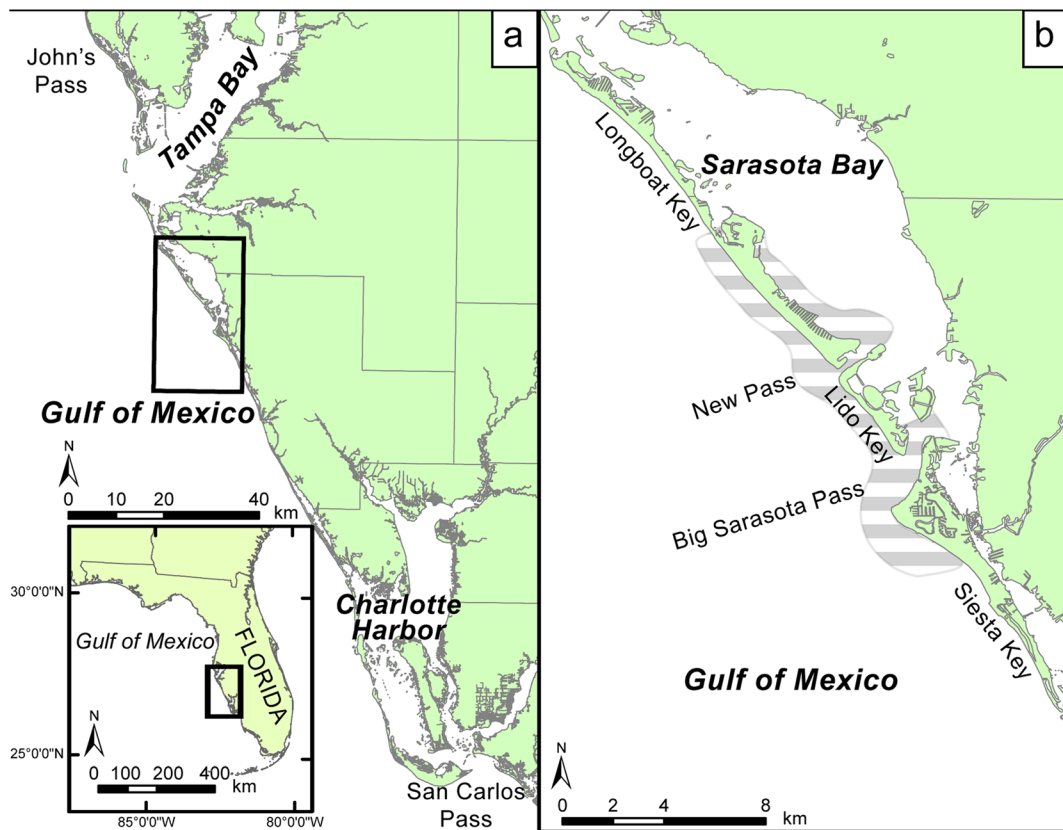 a
John's
Pass
Tampa Bay
Gulf of Mexico
N
0 10 20 40
km
Charlotte
Harbor
San Carlos
Pass
30°0'0"N
25°0'0"N
Gulf of Mexico
FLORIDA
N
0 100 200 400
km
85°0'0"W 80°0'0"W
b
Longboat Key
Sarasota Bay
New Pass
Lido Key
Big Sarasota Pass
Siesta Key
Gulf of Mexico
N
0 2 4 8
km